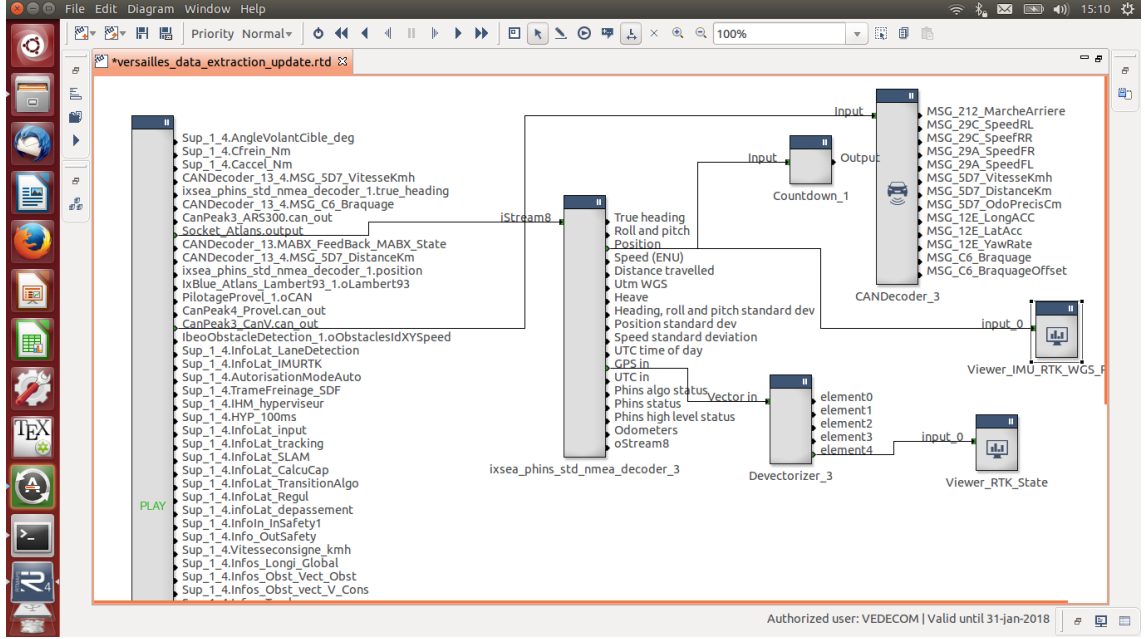 File Edit Diagram Window Help
15:10
Priority Normal
100%
*versailles_data_extraction_update.rtd
Sup_1_4.AngleVolantCible_deg
Sup_1_4.Cfrein_Nm
Sup_1_4.Caccel_Nm
CANDecoder_13_4.MSG_5D7_VitesseKmh
ixsea_phins_std_nmea_decoder_1.true_heading
CANDecoder_13_4.MSG_C6_Braquage
CanPeak3_ARS300.can_out
Socket_Atlans.output
CANDecoder_13.MABX_FeedBack_MABX_State
CANDecoder_13_4.MSG_5D7_DistanceKm
ixsea_phins_std_nmea_decoder_1.position
IxBlue_Atlans_Lambert93_1.oLambert93
PilotageProvel_1.oCAN
CanPeak4_Provel.can_out
CanPeak3_CanV.can_out
IbeoObstacleDetection_1.oObstaclesIdXYSpeed
Sup_1_4.InfoLat_LaneDetection
Sup_1_4.InfoLat_IMURTK
Sup_1_4.AutorisationModeAuto
Sup_1_4.TrameFreinage_SDF
Sup_1_4.IHM_hyperviseur
Sup_1_4.HYP_100ms
Sup_1_4.InfoLat_input
Sup_1_4.InfoLat_tracking
Sup_1_4.InfoLat_SLAM
Sup_1_4.InfoLat_CalcuCap
Sup_1_4.InfoLat_TransitionAlgo
Sup_1_4.InfoLat_Regul
Sup_1_4.infoLat_depassement
Sup_1_4.InfoIn_InSafety1
Sup_1_4.Info_OutSafety
Sup_1_4.Vitesseconsigne_kmh
Sup_1_4.Infos_Longi_Global
Sup_1_4.Infos_Obst_Vect_Obst
Sup_1_4.Infos_Obst_vect_V_Cons
PLAY
iStream8
True heading
Roll and pitch
Position
Speed (ENU)
Distance travelled
Utm WGS
Heave
Heading, roll and pitch standard dev
Position standard dev
Speed standard deviation
UTC time of day
GPS in
UTC in
Phins algo status
Phins status
Phins high level status
Odometers
oStream8
ixsea_phins_std_nmea_decoder_3
Input
Output
Countdown_1
Input
MSG_212_MarcheArriere
MSG_29C_SpeedRL
MSG_29C_SpeefRR
MSG_29A_SpeedFR
MSG_29A_SpeedFL
MSG_5D7_VitesseKmh
MSG_5D7_DistanceKm
MSG_5D7_OdoPrecisCm
MSG_12E_LongACC
MSG_12E_LatAcc
MSG_12E_YawRate
MSG_C6_Braquage
MSG_C6_BraquageOffset
CANDecoder_3
input_0
Viewer_IMU_RTK_WGS_P
Vector in
element0
element1
element2
element3
element4
Devectorizer_3
input_0
Viewer_RTK_State
TEX
4
Authorized user: VEDECOM | Valid until 31-jan-2018